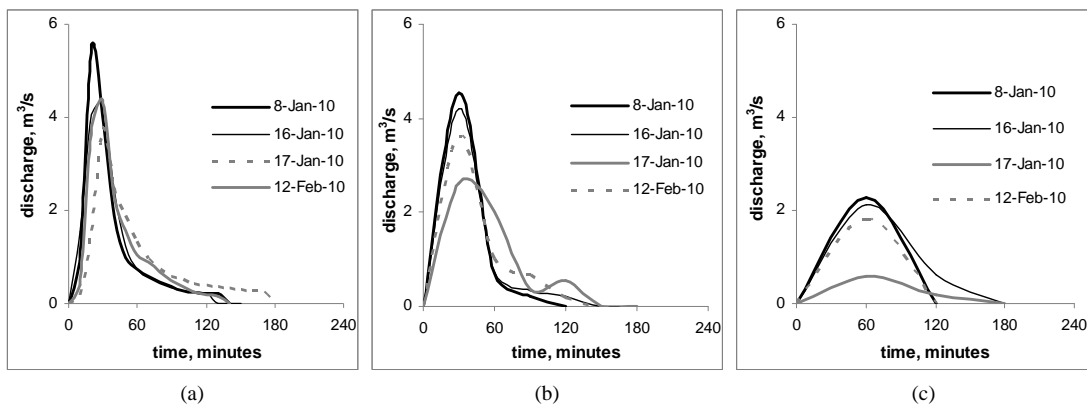 6
4
2
0
discharge, m³/s
8-Jan-10
16-Jan-10
17-Jan-10
12-Feb-10
0 60 120 180 240
time, minutes
(a)
6
4
2
0
discharge, m³/s
8-Jan-10
16-Jan-10
17-Jan-10
12-Feb-10
0 60 120 180 240
time, minutes
(b)
6
4
2
0
discharge, m³/s
8-Jan-10
16-Jan-10
17-Jan-10
12-Feb-10
0 60 120 180 240
time, minutes
(c)